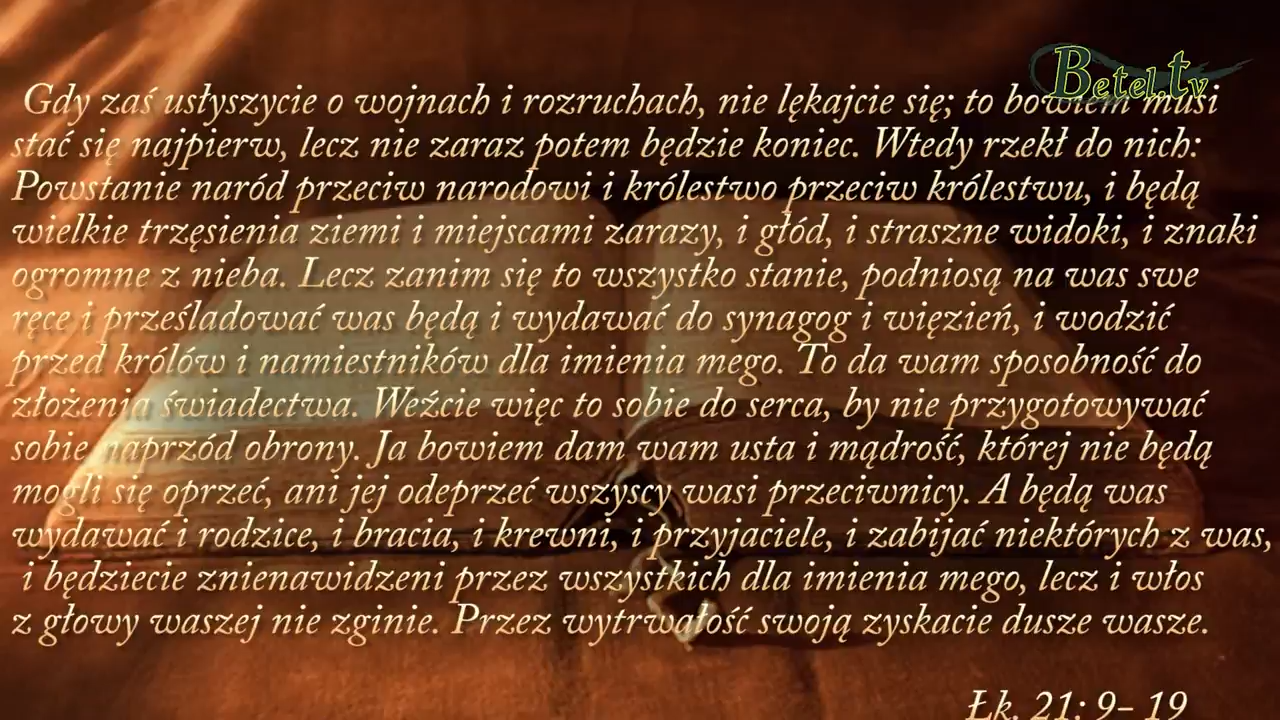 Betel.tv
Gdy zaś usłyszycie o wojnach i rozruchach, nie lękajcie się; to bowiem musi
stać się najpierw, lecz nie zaraz potem będzie koniec. Wtedy rzekł do nich:
Powstanie naród przeciw narodowi i królestwo przeciw królestwu, i będą
wielkie trzęsienia ziemi i miejscami zarazy, i głód, i straszne widoki, i znaki
ogromne z nieba. Lecz zanim się to wszystko stanie, podniosą na was swe
ręce i prześladować was będą i wydawać do synagog i więzień, i wodzić
przed królów i namiestników dla imienia mego. To da wam sposobność do
złożenia świadectwa. Weźcie więc to sobie do serca, by nie przygotowywać
sobie naprzód obrony. Ja bowiem dam wam usta i mądrość, której nie będą
mogli się oprzeć, ani jej odeprzeć wszyscy wasi przeciwnicy. A będą was
wydawać i rodzice, i bracia, i krewni, i przyjaciele, i zabijać niektórych z was,
i będziecie znienawidzeni przez wszystkich dla imienia mego, lecz i włos
z głowy waszej nie zginie. Przez wytrwałość swoją zyskacie dusze wasze.
Łk. 21: 9- 19